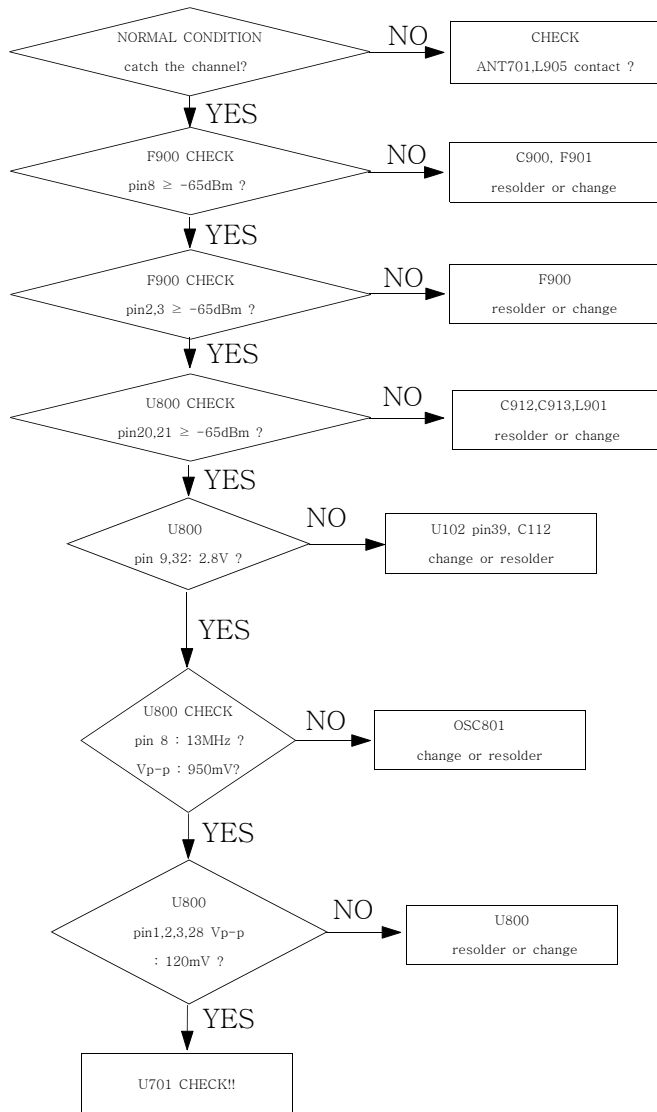 NORMAL CONDITION
catch the channel?
NO
CHECK
ANT701,L905 contact ?
YES
F900 CHECK
pin8 ≥ -65dBm ?
NO
C900, F901
resolder or change
YES
F900 CHECK
pin2,3 ≥ -65dBm ?
NO
F900
resolder or change
YES
U800 CHECK
pin20,21 ≥ -65dBm ?
NO
C912,C913,L901
resolder or change
YES
U800
pin 9,32: 2.8V ?
NO
U102 pin39, C112
change or resolder
YES
U800 CHECK
pin 8 : 13MHz ?
Vp-p : 950mV?
NO
OSC801
change or resolder
YES
U800
pin1,2,3,28 Vp-p
: 120mV ?
NO
U800
resolder or change
YES
U701 CHECK!!